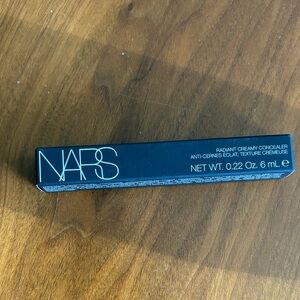 NARS
RADIANT CREAMY CONCEALER
ANTI-CERNES ÉCLAT, TEXTURE CRÉMEUSE
NET WT. 0.22 Oz. 6 mL e